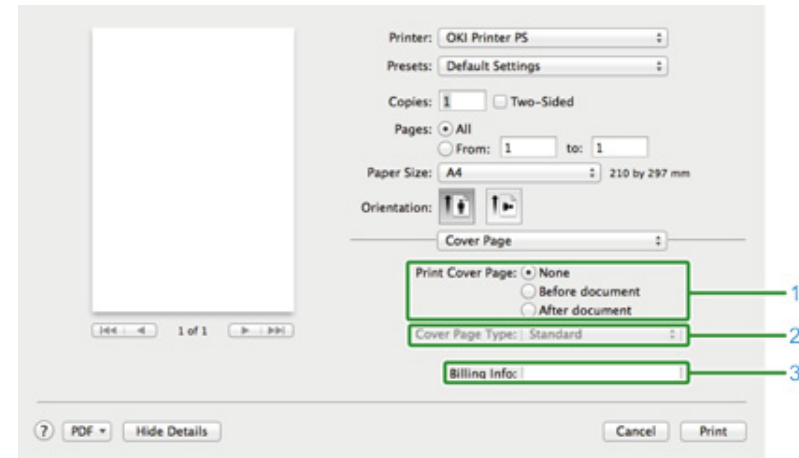 Printer: OKI Printer PS
Presets: Default Settings
Copies: 1 Two-Sided
Pages: All
From: 1 to: 1
Paper Size: A4 210 by 297 mm
Orientation:
Cover Page
Print Cover Page: None
Before document
After document
1
Cover Page Type: Standard
2
Billing Info:
3
1 of 1
? PDF Hide Details Cancel Print